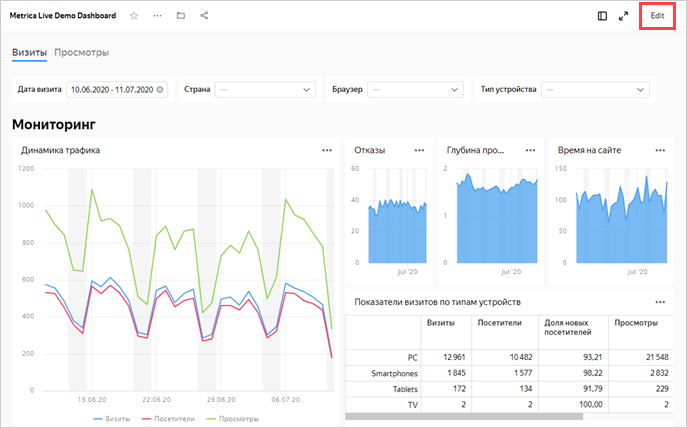 Metrica Live Demo Dashboard
Edit
Визиты Просмотры
Дата визита 10.06.2020 - 11.07.2020 Страна — Браузер — Тип устройства —
Мониторинг
Динамика трафика
1200
1000
800
600
400
200
0
15.06.20 22.06.20 29.06.20 06.07.20
Визиты Посетители Просмотры
Отказы
60
40
20
0
Jul '20
Глубина про...
2
1
0
Jul '20
Время на сайте
150
100
50
0
Jul '20
Показатели визитов по типам устройств
Визиты Посетители Доля новых посетителей Просмотры
PC 12 961 10 482 93,21 21 548
Smartphones 1 845 1 577 98,22 2 832
Tablets 172 134 91,79 229
TV 2 2 100,00 2